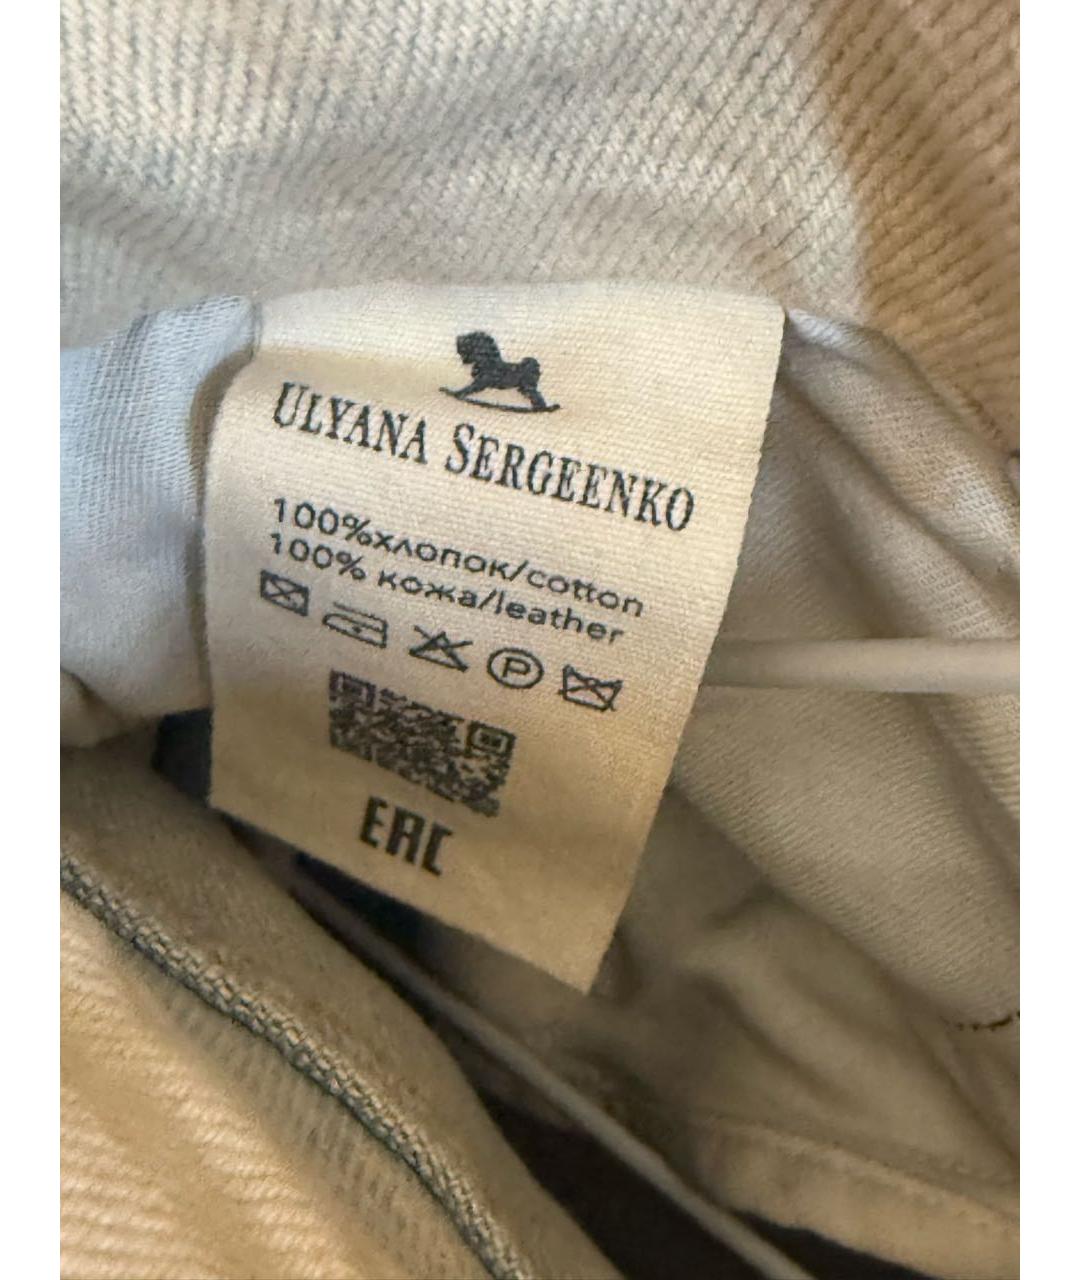 ULYANA SERGEENKO
100%хлопок/cotton
100% кожа/leather
P
EAC